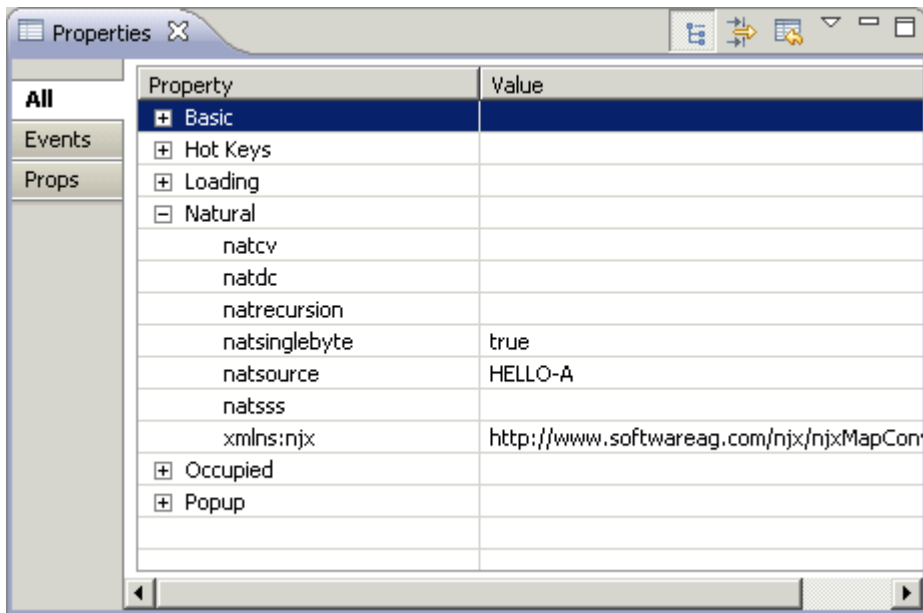 Properties
All
Events
Props
Property Value
Basic
Hot Keys
Loading
Natural
natcv
natdc
natrecursion
natsinglebyte true
natsource HELLO-A
natsss
xmlns:njx http://www.softwareag.com/njx/njxMapCon
Occupied
Popup